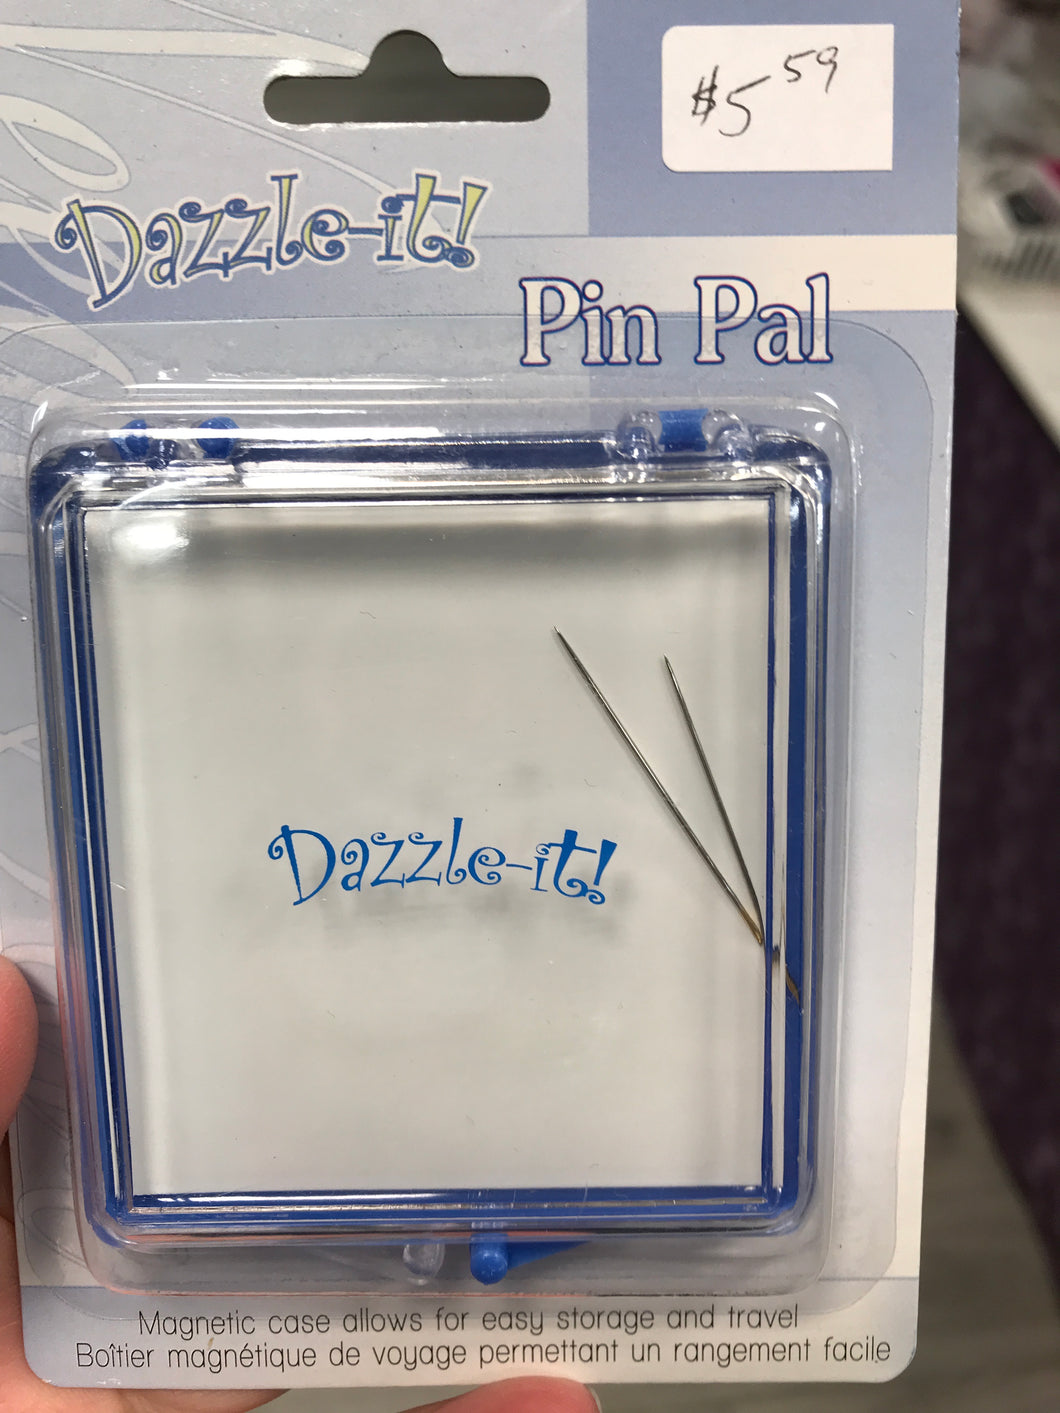 $5 59
Dazzle-it!
Pin Pal
Dazzle-it!
Magnetic case allows for easy storage and travel
Boîtier magnétique de voyage permettant un rangement facile